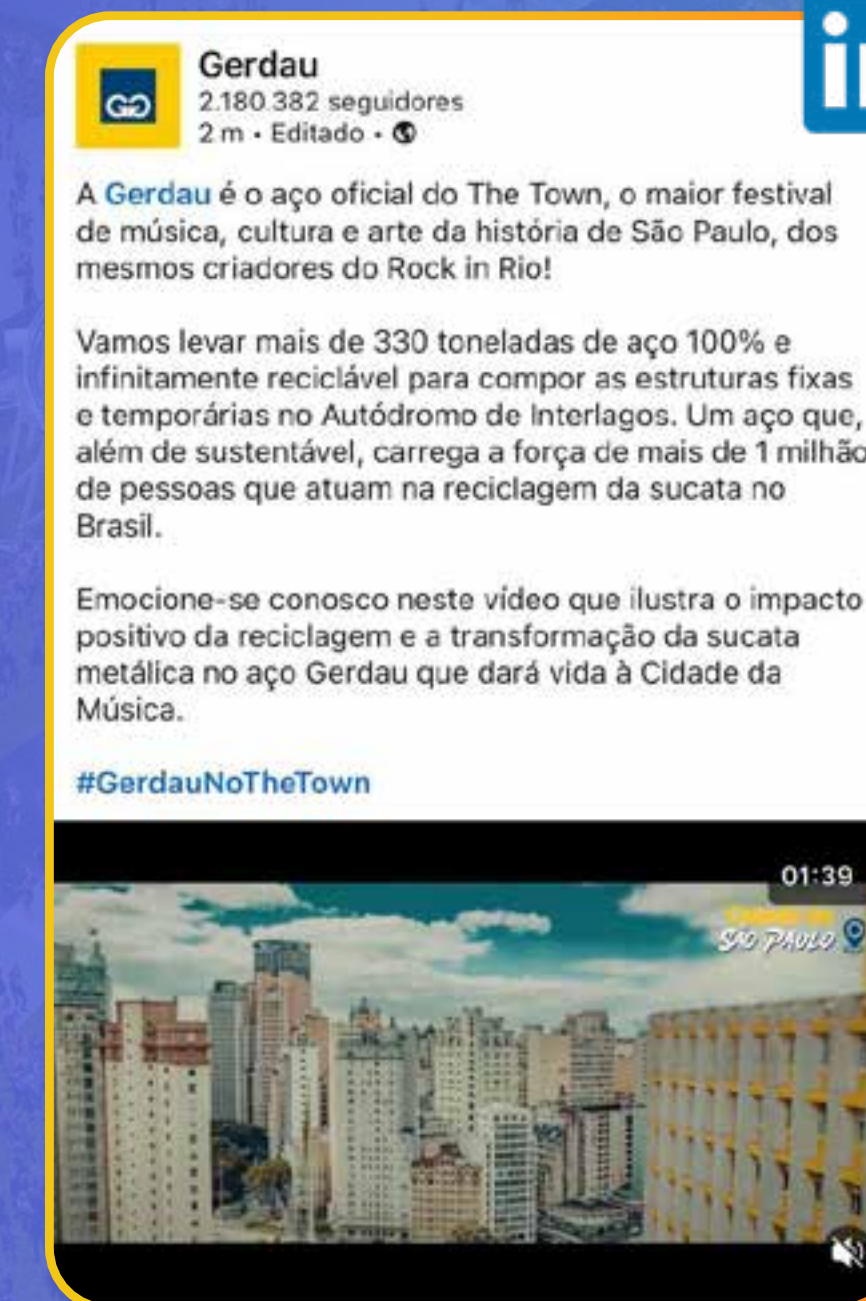 in
Gerdau
2.180.382 seguidores
2 m • Editado •
A Gerdau é o aço oficial do The Town, o maior festival
de música, cultura e arte da história de São Paulo, dos
mesmos criadores do Rock in Rio!
Vamos levar mais de 330 toneladas de aço 100% e
infinitamente reciclável para compor as estruturas fixas
e temporárias no Autódromo de Interlagos. Um aço que,
além de sustentável, carrega a força de mais de 1 milhão
de pessoas que atuam na reciclagem da sucata no
Brasil.
Emocione-se conosco neste vídeo que ilustra o impacto
positivo da reciclagem e a transformação da sucata
metálica no aço Gerdau que dará vida à Cidade da
Música.
#GerdauNoTheTown
01:39
SÃO PAULO